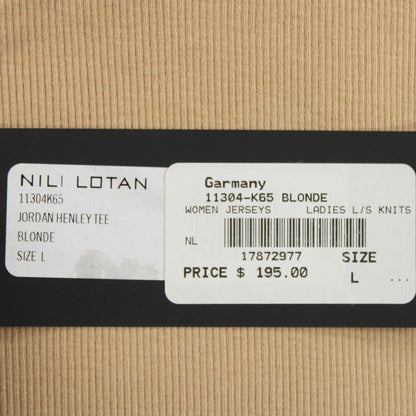 NILI LOTAN
11304K65
JORDAN HENLEY TEE
BLONDE
SIZE L
Garmany
11304-K65 BLONDE
WOMEN JERSEYS LADIES L/S KNITS
NL
17872977 SIZE
PRICE $ 195.00 L ...